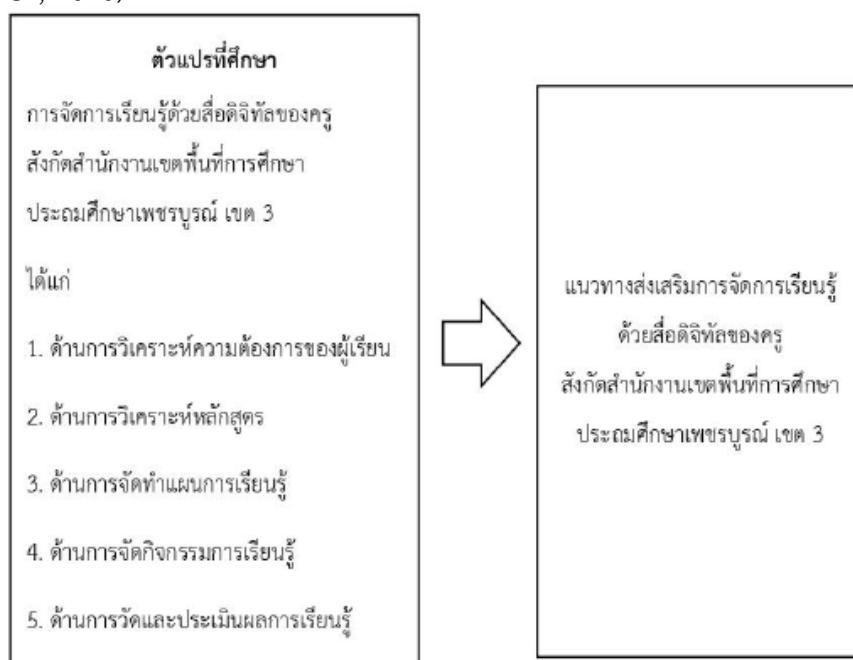 ตัวแปรที่ศึกษา
การจัดการเรียนรู้ด้วยสื่อดิจิทัลของครู
สังกัดสำนักงานเขตพื้นที่การศึกษา
ประถมศึกษาเพชรบูรณ์ เขต 3
ได้แก่
1. ด้านการวิเคราะห์ความต้องการของผู้เรียน
2. ด้านการวิเคราะห์หลักสูตร
3. ด้านการจัดทำแผนการเรียนรู้
4. ด้านการจัดกิจกรรมการเรียนรู้
5. ด้านการวัดและประเมินผลการเรียนรู้
แนวทางส่งเสริมการจัดการเรียนรู้
ด้วยสื่อดิจิทัลของครู
สังกัดสำนักงานเขตพื้นที่การศึกษา
ประถมศึกษาเพชรบูรณ์ เขต 3